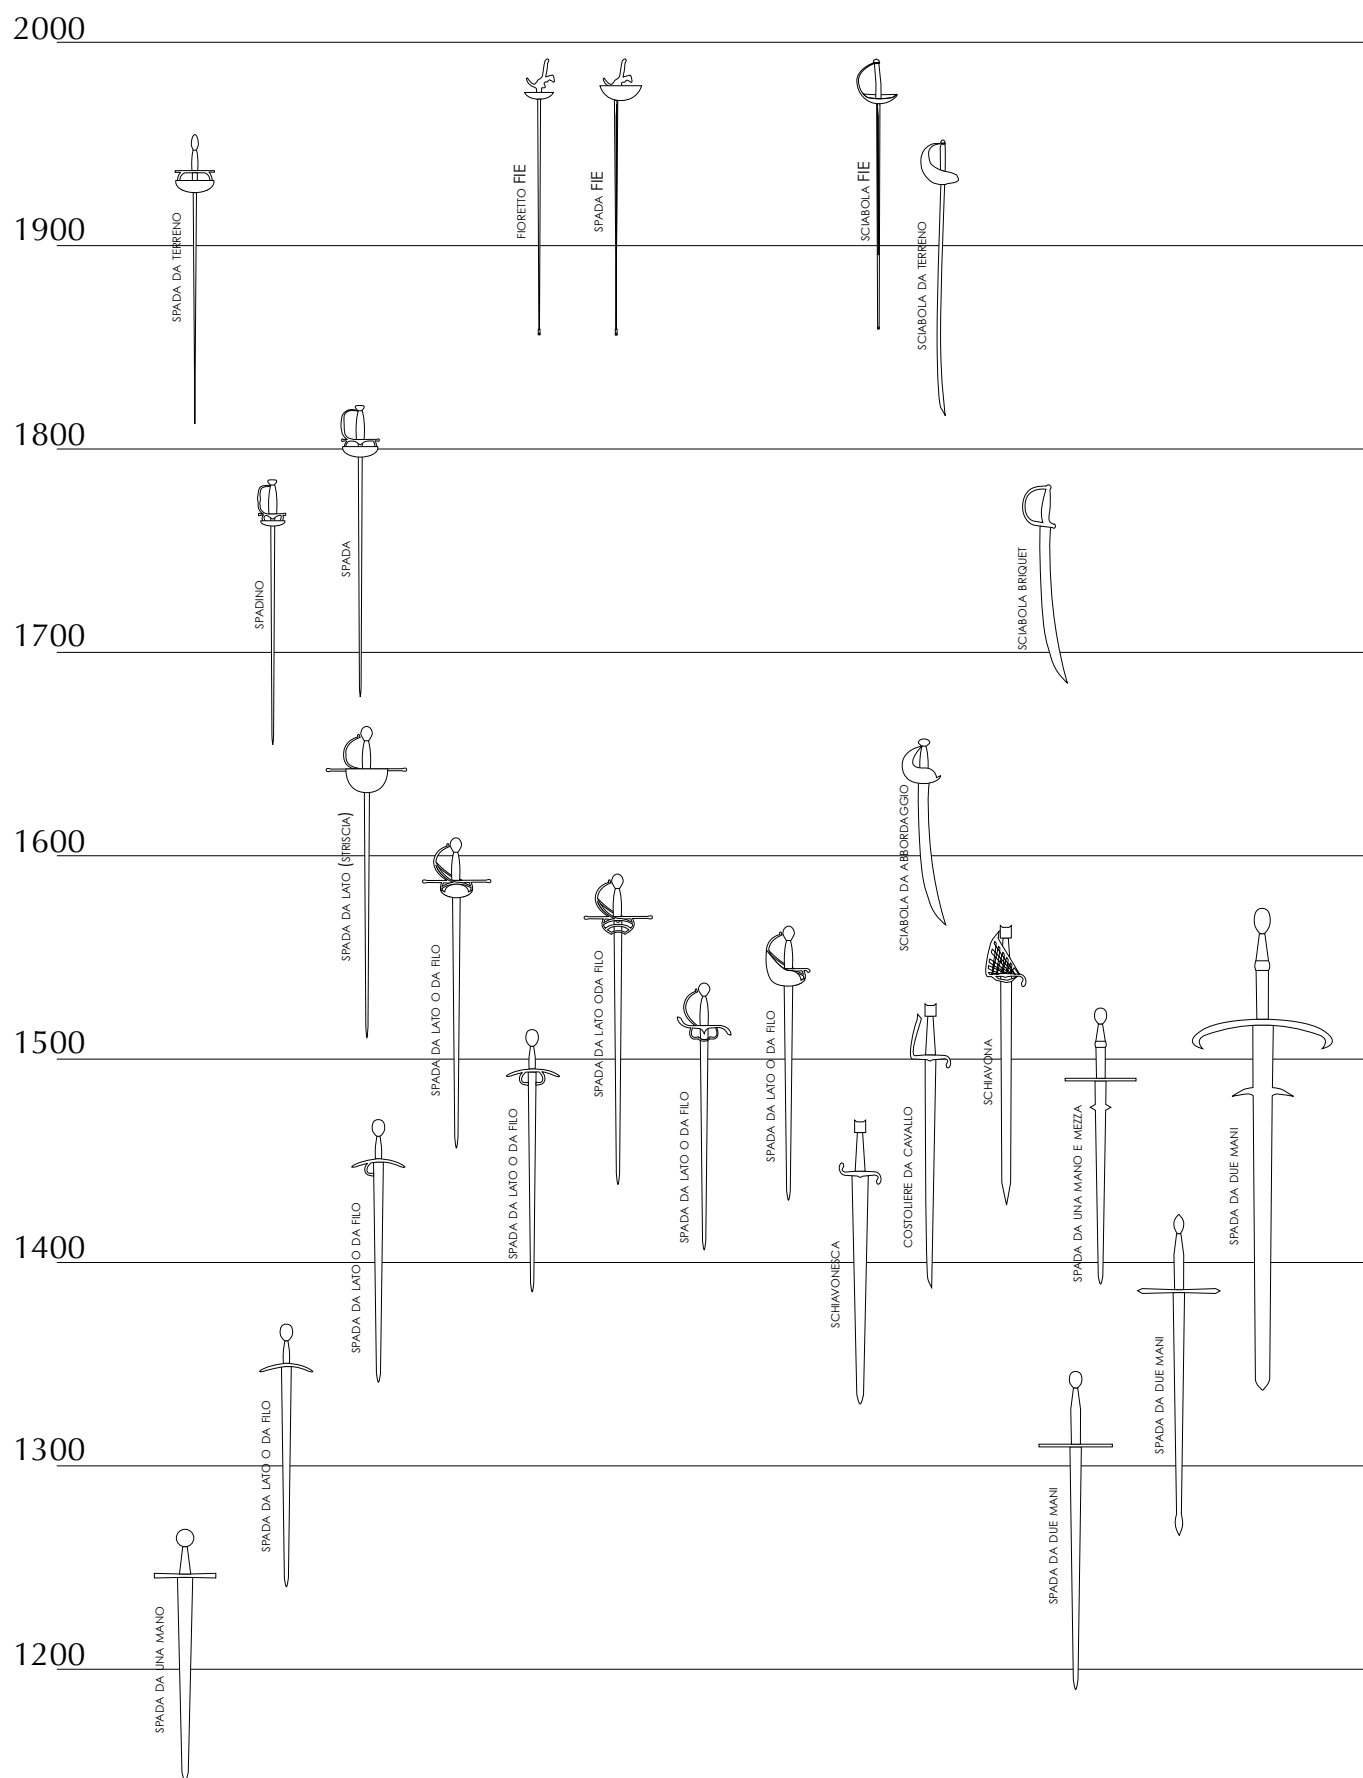 2000
FIORETTO FIE
SPADA FIE
SCIABOLA FIE
SPADA DA TERRENO
SCIABOLA DA TERRENO
1900
1800
SPADA
SPADINO
SCIABOLA BRIQUET
1700
SPADA DA LATO (STRISCIA)
SCIABOLA DA ABBORDAGGIO
1600
SPADA DA LATO O DA FILO
SPADA DA LATO ODA FILO
SPADA DA LATO O DA FILO
SCHIAVONA
1500
SPADA DA LATO O DA FILO
SPADA DA LATO O DA FILO
COSTOLIERE DA CAVALLO
SPADA DA UNA MANO E MEZZA
SPADA DA DUE MANI
1400
SPADA DA LATO O DA FILO
SCHIAVONESCA
SPADA DA DUE MANI
1300
SPADA DA LATO O DA FILO
SPADA DA DUE MANI
1200
SPADA DA UNA MANO